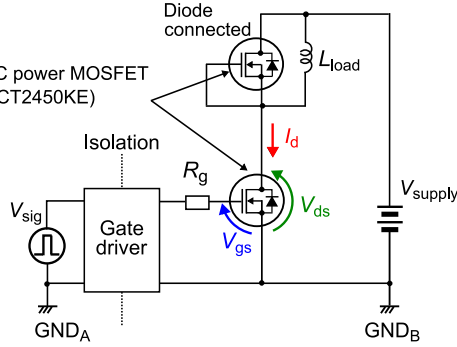 Diode
connected
L_load
C power MOSFET
CT2450KE)
I_d
Isolation
R_g
V_sig
Gate
driver
V_gs
V_ds
V_supply
GND_A
GND_B